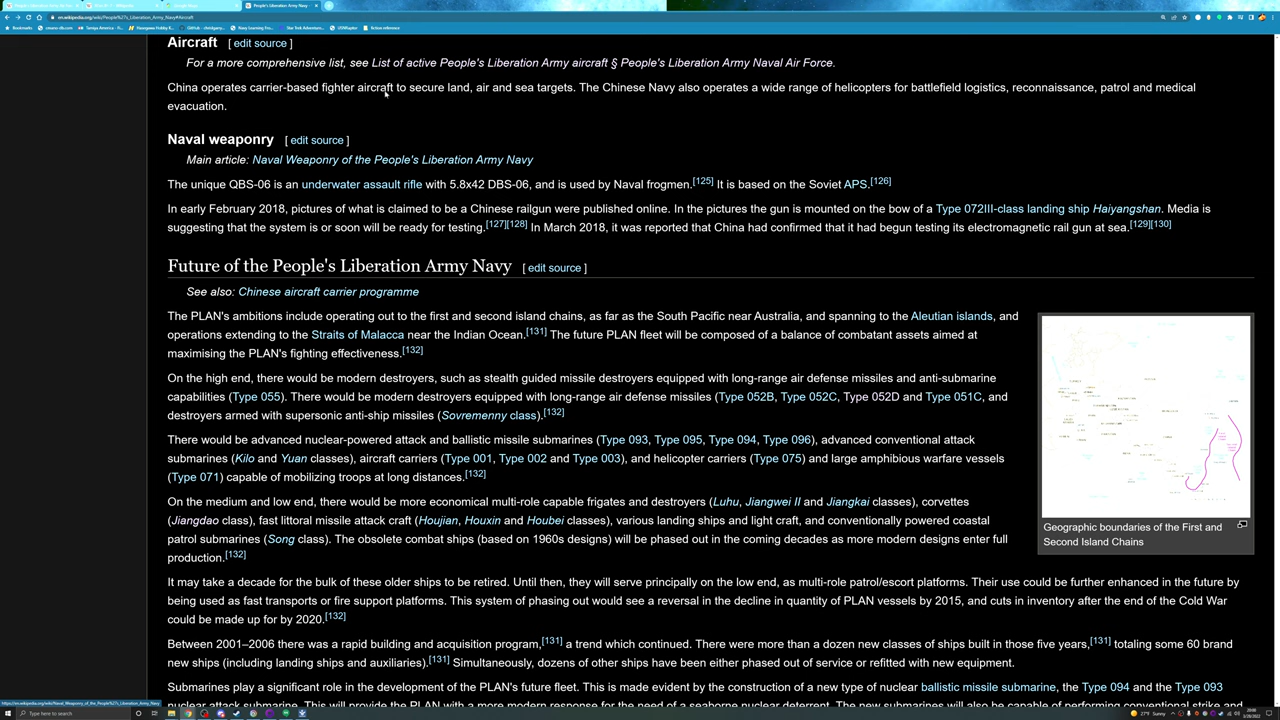 People's Liberation Army Navy
en.wikipedia.org/wiki/People%27s_Liberation_Army_Navy#Aircraft
Bookmarks
Aircraft [ edit source ]
For a more comprehensive list, see List of active People's Liberation Army aircraft § People's Liberation Army Naval Air Force.
China operates carrier-based fighter aircraft to secure land, air and sea targets. The Chinese Navy also operates a wide range of helicopters for battlefield logistics, reconnaissance, patrol and medical
evacuation.
Naval weaponry [ edit source ]
Main article: Naval Weaponry of the People's Liberation Army Navy
The unique QBS-06 is an underwater assault rifle with 5.8x42 DBS-06, and is used by Naval frogmen.[125] It is based on the Soviet APS.[126]
In early February 2018, pictures of what is claimed to be a Chinese railgun were published online. In the pictures the gun is mounted on the bow of a Type 072III-class landing ship Haiyangshan. Media is
suggesting that the system is or soon will be ready for testing.[127][128] In March 2018, it was reported that China had confirmed that it had begun testing its electromagnetic rail gun at sea.[129][130]
Future of the People's Liberation Army Navy [ edit source ]
See also: Chinese aircraft carrier programme
The PLAN's ambitions include operating out to the first and second island chains, as far as the South Pacific near Australia, and spanning to the Aleutian islands, and
operations extending to the Straits of Malacca near the Indian Ocean.[131] The future PLAN fleet will be composed of a balance of combatant assets aimed at
maximising the PLAN's fighting effectiveness.[132]
On the high end, there would be modern destroyers, such as stealth guided missile destroyers equipped with long-range air defense missiles and anti-submarine
capabilities (Type 055). There would be modern destroyers equipped with long-range air defense missiles (Type 052B, Type 052C, Type 052D and Type 051C, and
destroyers armed with supersonic anti-ship missiles (Sovremenny class).[132]
There would be advanced nuclear-powered attack and ballistic missile submarines (Type 093, Type 095, Type 094, Type 096), advanced conventional attack
submarines (Kilo and Yuan classes), aircraft carriers (Type 001, Type 002 and Type 003), and helicopter carriers (Type 075) and large amphibious warfare vessels
(Type 071) capable of mobilizing troops at long distances.[132]
On the medium and low end, there would be more economical multi-role capable frigates and destroyers (Luhu, Jiangwei II and Jiangkai classes), corvettes
(Jiangdao class), fast littoral missile attack craft (Houjian, Houxin and Houbei classes), various landing ships and light craft, and conventionally powered coastal
patrol submarines (Song class). The obsolete combat ships (based on 1960s designs) will be phased out in the coming decades as more modern designs enter full
production.[132]
Geographic boundaries of the First and
Second Island Chains
It may take a decade for the bulk of these older ships to be retired. Until then, they will serve principally on the low end, as multi-role patrol/escort platforms. Their use could be further enhanced in the future by
being used as fast transports or fire support platforms. This system of phasing out would see a reversal in the decline in quantity of PLAN vessels by 2015, and cuts in inventory after the end of the Cold War
could be made up for by 2020.[132]
Between 2001–2006 there was a rapid building and acquisition program,[131] a trend which continued. There were more than a dozen new classes of ships built in those five years,[131] totaling some 60 brand
new ships (including landing ships and auxiliaries).[131] Simultaneously, dozens of other ships have been either phased out of service or refitted with new equipment.
Submarines play a significant role in the development of the PLAN's future fleet. This is made evident by the construction of a new type of nuclear ballistic missile submarine, the Type 094 and the Type 093
https://en.wikipedia.org/wiki/Naval_Weaponry_of_the_People%27s_Liberation_Army_Navy
Type here to search
27°F Sunny